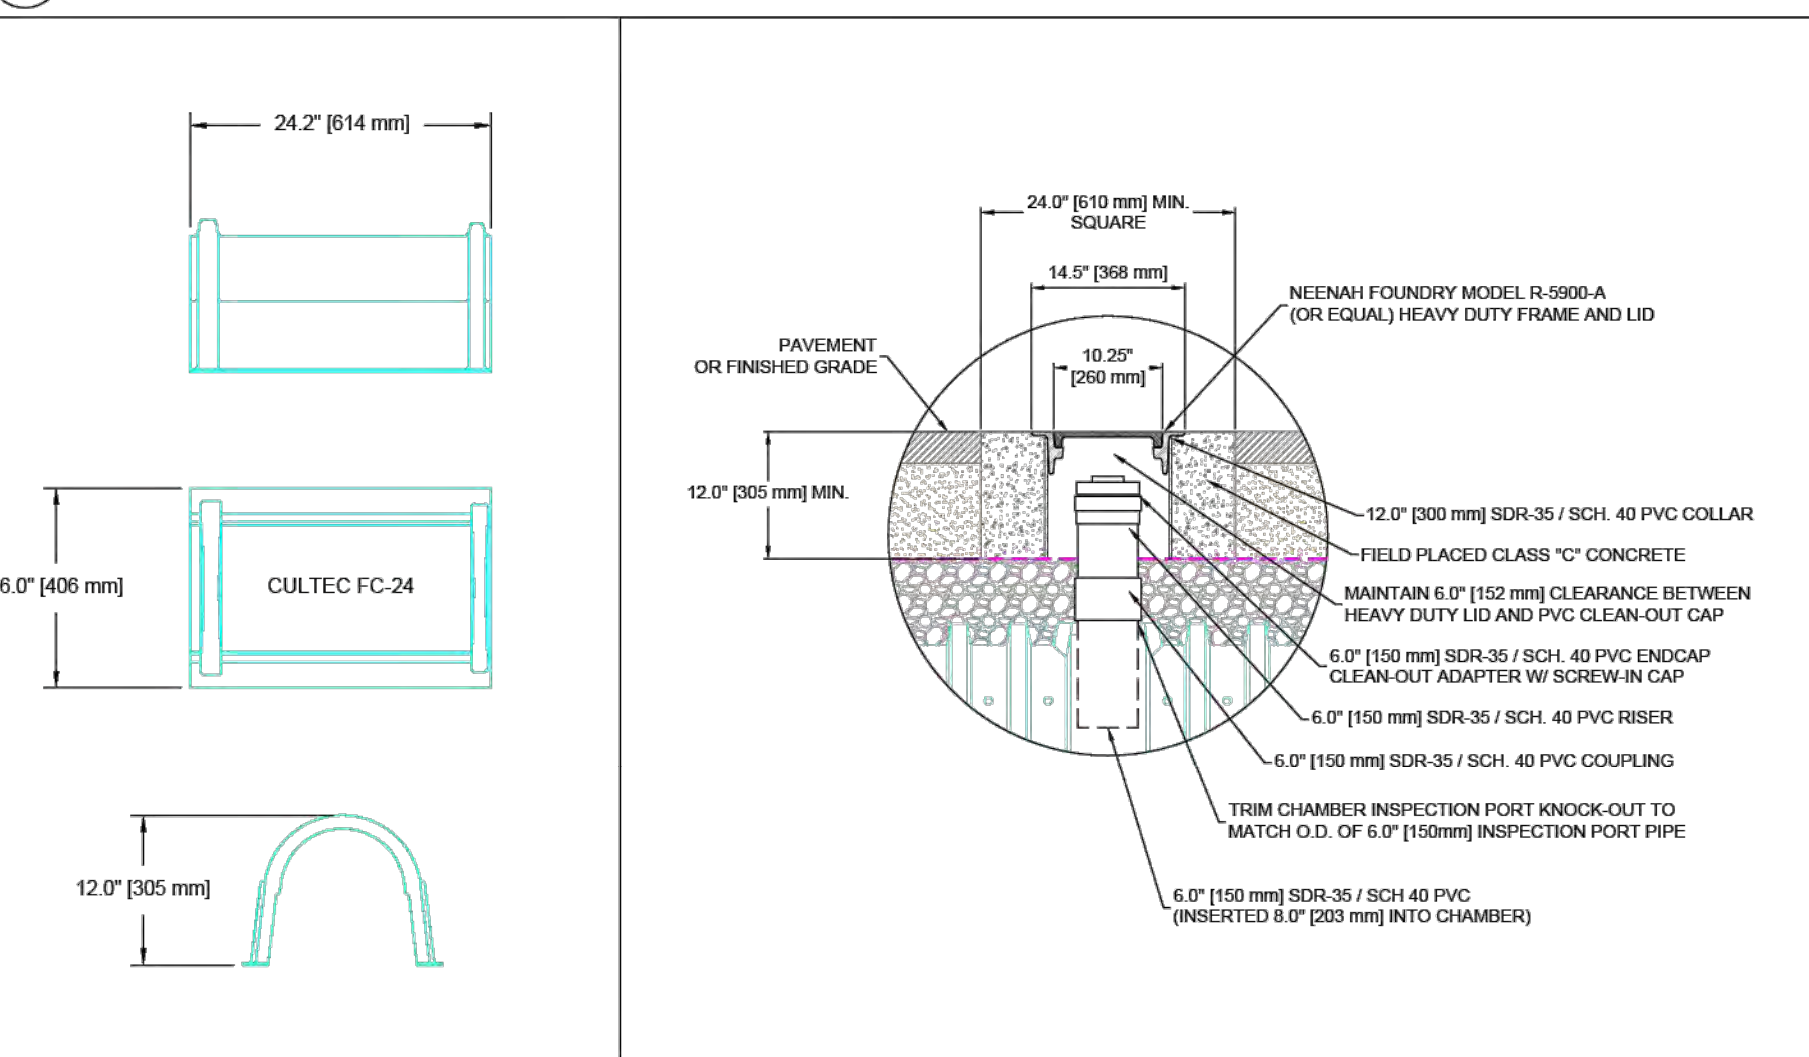 24.2" [614 mm]
6.0" [406 mm]
CULTEC FC-24
12.0" [305 mm]
24.0" [610 mm] MIN.
SQUARE
14.5" [368 mm]
NEENAH FOUNDRY MODEL R-5900-A
(OR EQUAL) HEAVY DUTY FRAME AND LID
PAVEMENT
OR FINISHED GRADE
10.25"
[260 mm]
12.0" [305 mm] MIN.
12.0" [300 mm] SDR-35 / SCH. 40 PVC COLLAR
FIELD PLACED CLASS "C" CONCRETE
MAINTAIN 6.0" [152 mm] CLEARANCE BETWEEN
HEAVY DUTY LID AND PVC CLEAN-OUT CAP
6.0" [150 mm] SDR-35 / SCH. 40 PVC ENDCAP
CLEAN-OUT ADAPTER W/ SCREW-IN CAP
6.0" [150 mm] SDR-35 / SCH. 40 PVC RISER
6.0" [150 mm] SDR-35 / SCH. 40 PVC COUPLING
TRIM CHAMBER INSPECTION PORT KNOCK-OUT TO
MATCH O.D. OF 6.0" [150mm] INSPECTION PORT PIPE
6.0" [150 mm] SDR-35 / SCH 40 PVC
(INSERTED 8.0" [203 mm] INTO CHAMBER)